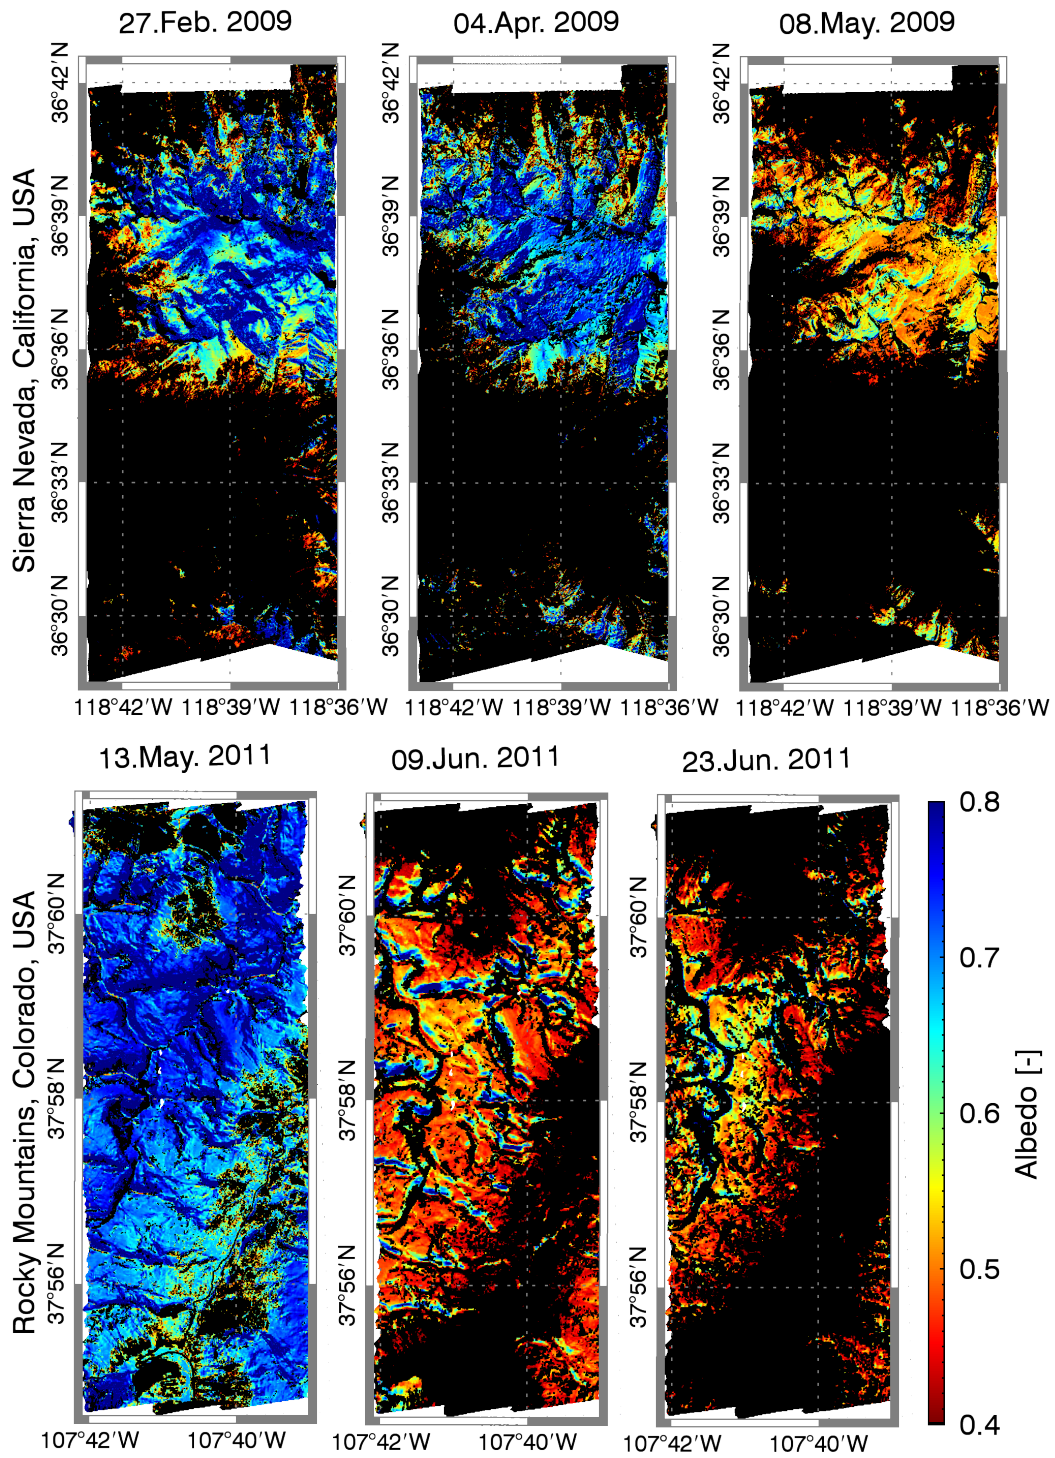 27.Feb. 2009
04.Apr. 2009
08.May. 2009
Sierra Nevada, California, USA
36°42′N
36°39′N
36°36′N
36°33′N
36°30′N
36°42′N
36°39′N
36°36′N
36°33′N
36°30′N
36°42′N
36°39′N
36°36′N
36°33′N
36°30′N
118°42′W 118°39′W 118°36′W
118°42′W 118°39′W 118°36′W
118°42′W 118°39′W 118°36′W
13.May. 2011
09.Jun. 2011
23.Jun. 2011
Rocky Mountains, Colorado, USA
37°60′N
37°58′N
37°56′N
37°60′N
37°58′N
37°56′N
37°60′N
37°58′N
37°56′N
107°42′W 107°40′W
107°42′W 107°40′W
107°42′W 107°40′W
0.8
0.7
0.6
0.5
0.4
Albedo [-]